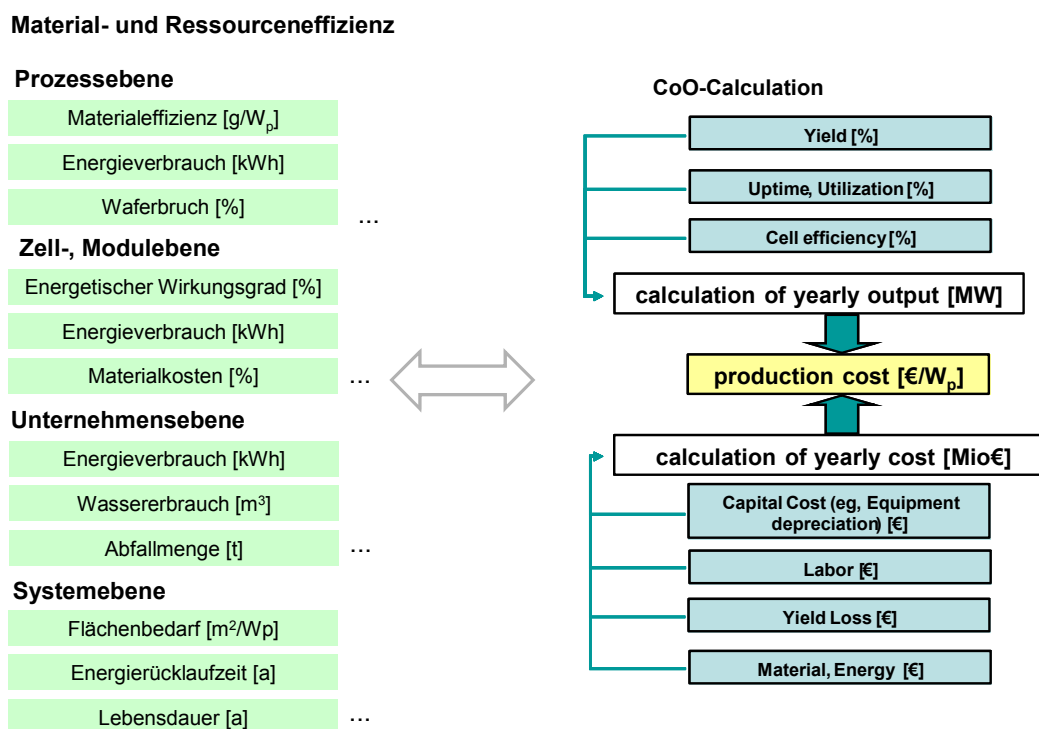 Material- und Ressourceneffizienz
Prozessebene
Materialeffizienz [g/Wp]
Energieverbrauch [kWh]
Waferbruch [%]
...
Zell-, Modulebene
Energetischer Wirkungsgrad [%]
Energieverbrauch [kWh]
Materialkosten [%]
...
Unternehmensebene
Energieverbrauch [kWh]
Wassererbrauch [m³]
Abfallmenge [t]
...
Systemebene
Flächenbedarf [m²/Wp]
Energierücklaufzeit [a]
Lebensdauer [a]
...
CoO-Calculation
Yield [%]
Uptime, Utilization [%]
Cell efficiency [%]
calculation of yearly output [MW]
production cost [€/Wp]
calculation of yearly cost [Mio€]
Capital Cost (eg, Equipment
depreciation) [€]
Labor [€]
Yield Loss [€]
Material, Energy [€]